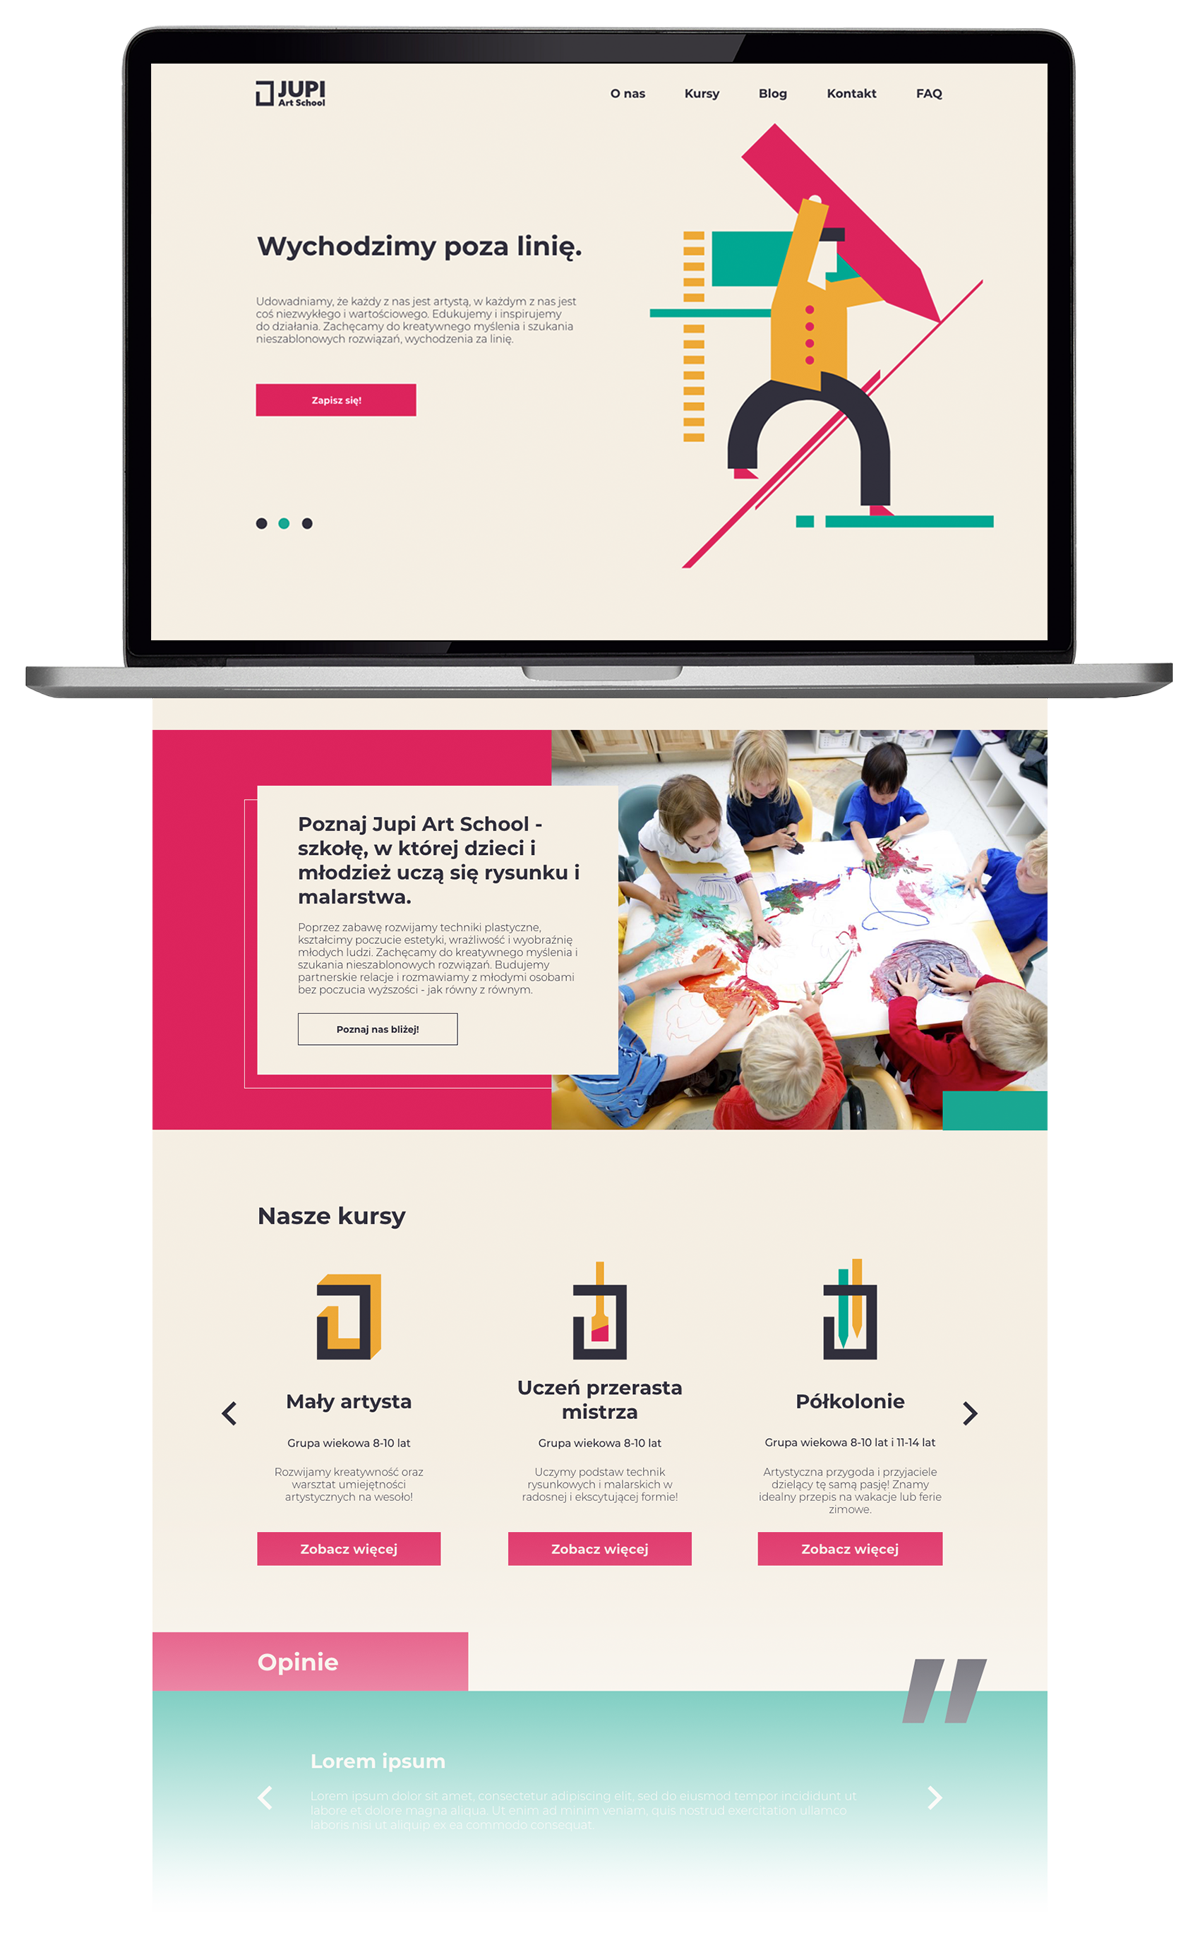 JUPI
Art School
O nas Kursy Blog Kontakt FAQ
Wychodzimy poza linię.
Udowadniamy, że każdy z nas jest artystą, w każdym z nas jest
coś niezwykłego i wartościowego. Edukujemy i inspirujemy
do działania. Zachęcamy do kreatywnego myślenia i szukania
nieszablonowych rozwiązań, wychodzenia za linię.
Zapisz się!
Poznaj Jupi Art School -
szkołę, w której dzieci i
młodzież uczą się rysunku i
malarstwa.
Poprzez zabawę rozwijamy techniki plastyczne,
kształcimy poczucie estetyki, wrażliwość i wyobraźnię
młodych ludzi. Zachęcamy do kreatywnego myślenia i
szukania nieszablonowych rozwiązań. Budujemy
partnerskie relacje i rozmawiamy z młodymi osobami
bez poczucia wyższości - jak równy z równym.
Poznaj nas bliżej!
Nasze kursy
Mały artysta
Grupa wiekowa 8-10 lat
Rozwijamy kreatywność oraz
warsztat umiejętności
artystycznych na wesoło!
Zobacz więcej
Uczeń przerasta
mistrza
Grupa wiekowa 8-10 lat
Uczymy podstaw technik
rysunkowych i malarskich w
radosnej i ekscytującej formie!
Zobacz więcej
Półkolonie
Grupa wiekowa 8-10 lat i 11-14 lat
Artystyczna przygoda i przyjaciele
dzielący tę samą pasję! Znamy
idealny przepis na wakacje lub ferie
zimowe.
Zobacz więcej
Opinie
Lorem ipsum
Lorem ipsum dolor sit amet, consectetur adipiscing elit, sed do eiusmod tempor incididunt ut
labore et dolore magna aliqua. Ut enim ad minim veniam, quis nostrud exercitation ullamco
laboris nisi ut aliquip ex ea commodo consequat.